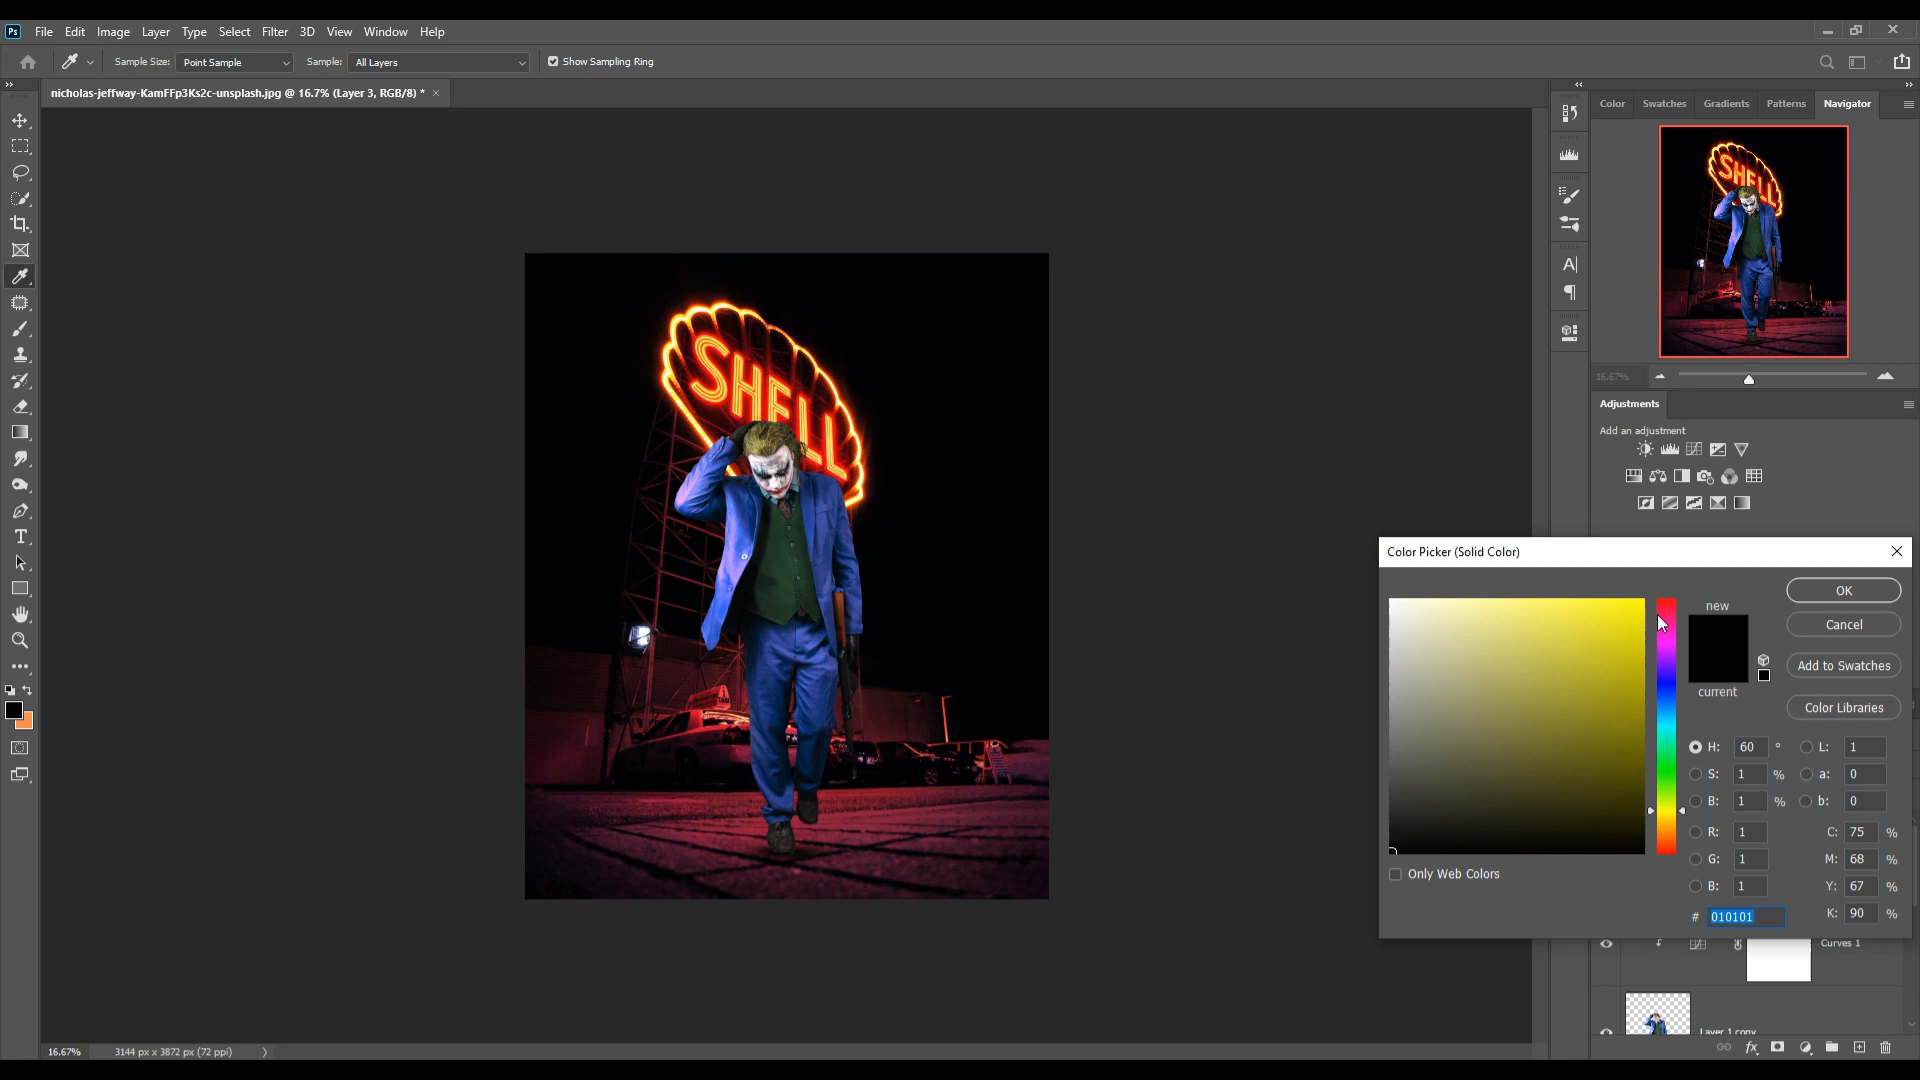 Ps File Edit Image Layer Type Select Filter 3D View Window Help
Sample Size: Point Sample Sample: All Layers Show Sampling Ring
nicholas-jeffway-KamFFp3Ks2c-unsplash.jpg @ 16.7% (Layer 3, RGB/8) * ×
Color Swatches Gradients Patterns Navigator
SHELL
16.67%
Adjustments
Add an adjustment
SHELL
Color Picker (Solid Color)
new
OK
Cancel
Add to Swatches
current
Color Libraries
H: 60 ° L: 1
S: 1 % a: 0
B: 1 % b: 0
R: 1 C: 75 %
G: 1 M: 68 %
B: 1 Y: 67 %
# 010101 K: 90 %
Only Web Colors
Curves 1
Layer 1 copy
16.67% 3144 px x 3872 px (72 ppi)